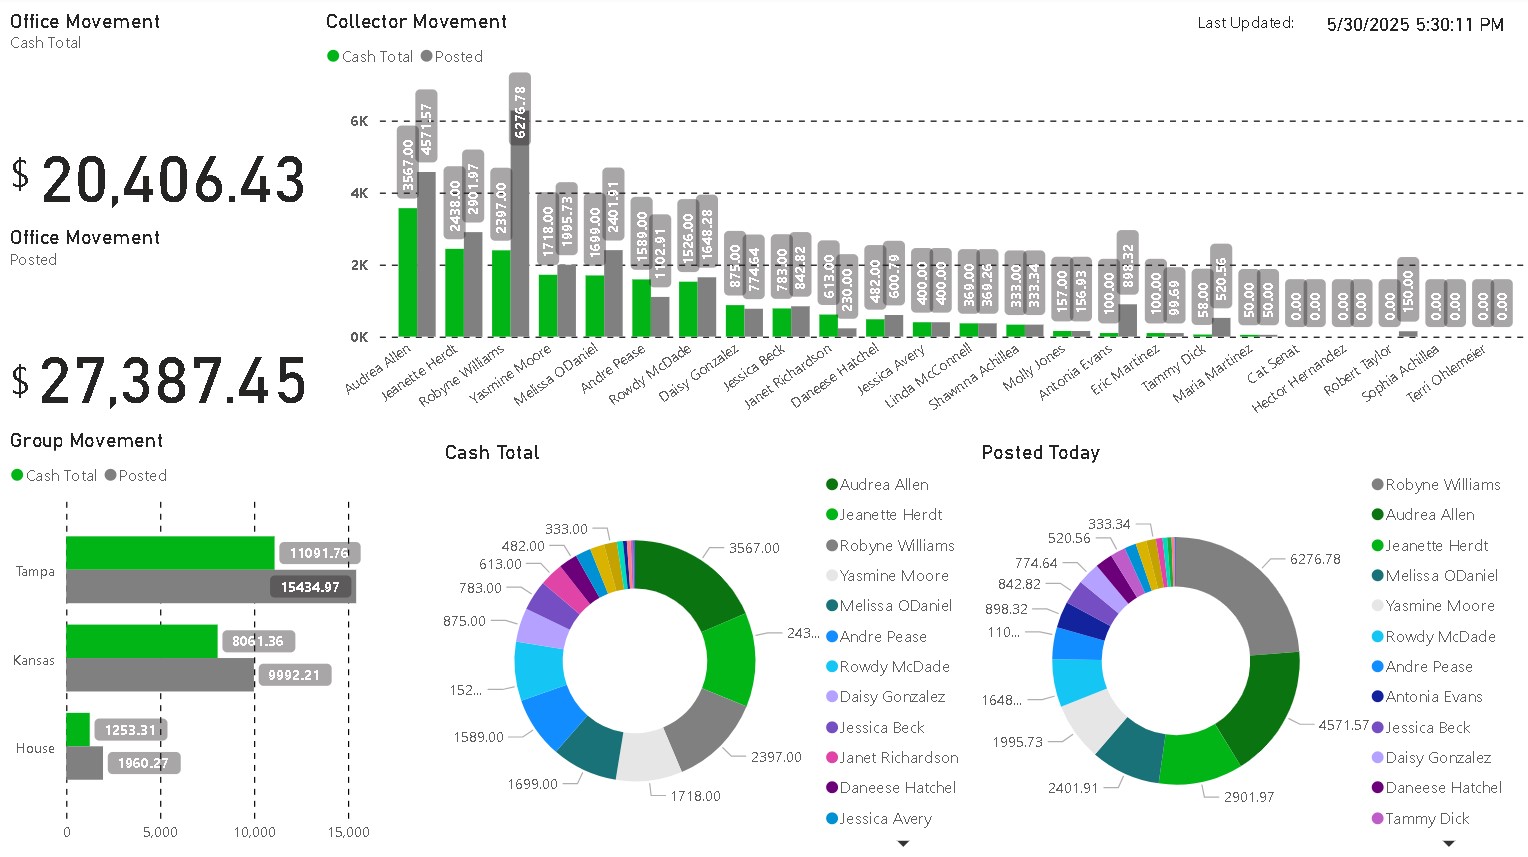 Office Movement
Cash Total
$ 20,406.43
Office Movement
Posted
$ 27,387.45
Collector Movement
Cash Total Posted
Last Updated: 5/30/2025 5:30:11 PM
6K
4K
2K
0K
3567.00 4571.57 2438.00 2901.97 2397.00 6276.78 1718.00 1995.73 1699.00 2401.91 1589.00 1102.91 1526.00 1648.28 875.00 774.64 783.00 842.82 613.00 230.00 482.00 600.79 400.00 400.00 369.00 369.26 333.00 333.34 157.00 156.93 100.00 898.32 100.00 99.69 58.00 520.56 50.00 50.00 0.00 0.00 0.00 0.00 0.00 150.00 0.00 0.00 0.00 0.00
Audrea Allen
Jeanette Herdt
Robyne Williams
Yasmine Moore
Melissa ODaniel
Andre Pease
Rowdy McDade
Daisy Gonzalez
Jessica Beck
Janet Richardson
Daneese Hatchel
Jessica Avery
Linda McConnell
Shawnna Achillea
Molly Jones
Antonia Evans
Eric Martinez
Tammy Dick
Maria Martinez
Cat Senat
Hector Hernandez
Robert Taylor
Sophia Achillea
Terri Ohlemeier
Group Movement
Cash Total Posted
Tampa
11091.76
15434.97
Kansas
8061.36
9992.21
House
1253.31
1960.27
0 5,000 10,000 15,000
Cash Total
333.00
482.00
613.00
783.00
875.00
152...
1589.00
1699.00
1718.00
2397.00
243...
3567.00
Audrea Allen
Jeanette Herdt
Robyne Williams
Yasmine Moore
Melissa ODaniel
Andre Pease
Rowdy McDade
Daisy Gonzalez
Jessica Beck
Janet Richardson
Daneese Hatchel
Jessica Avery
Posted Today
333.34
520.56
774.64
842.82
898.32
110...
1648...
1995.73
2401.91
2901.97
4571.57
6276.78
Robyne Williams
Audrea Allen
Jeanette Herdt
Melissa ODaniel
Yasmine Moore
Rowdy McDade
Andre Pease
Antonia Evans
Jessica Beck
Daisy Gonzalez
Daneese Hatchel
Tammy Dick